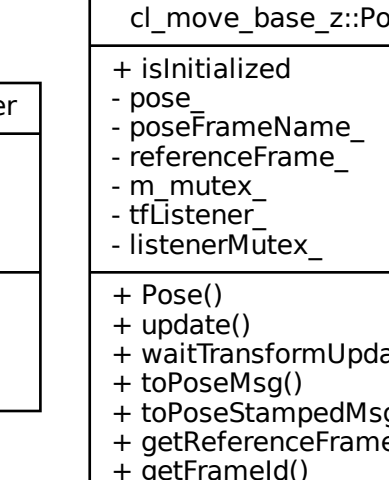 cl_move_base_z::Po
er
+ isInitialized
- pose_
- poseFrameName_
- referenceFrame_
- m_mutex_
- tfListener_
- listenerMutex_
+ Pose()
+ update()
+ waitTransformUpda
+ toPoseMsg()
+ toPoseStampedMsg
+ getReferenceFrame
+ getFrameId()